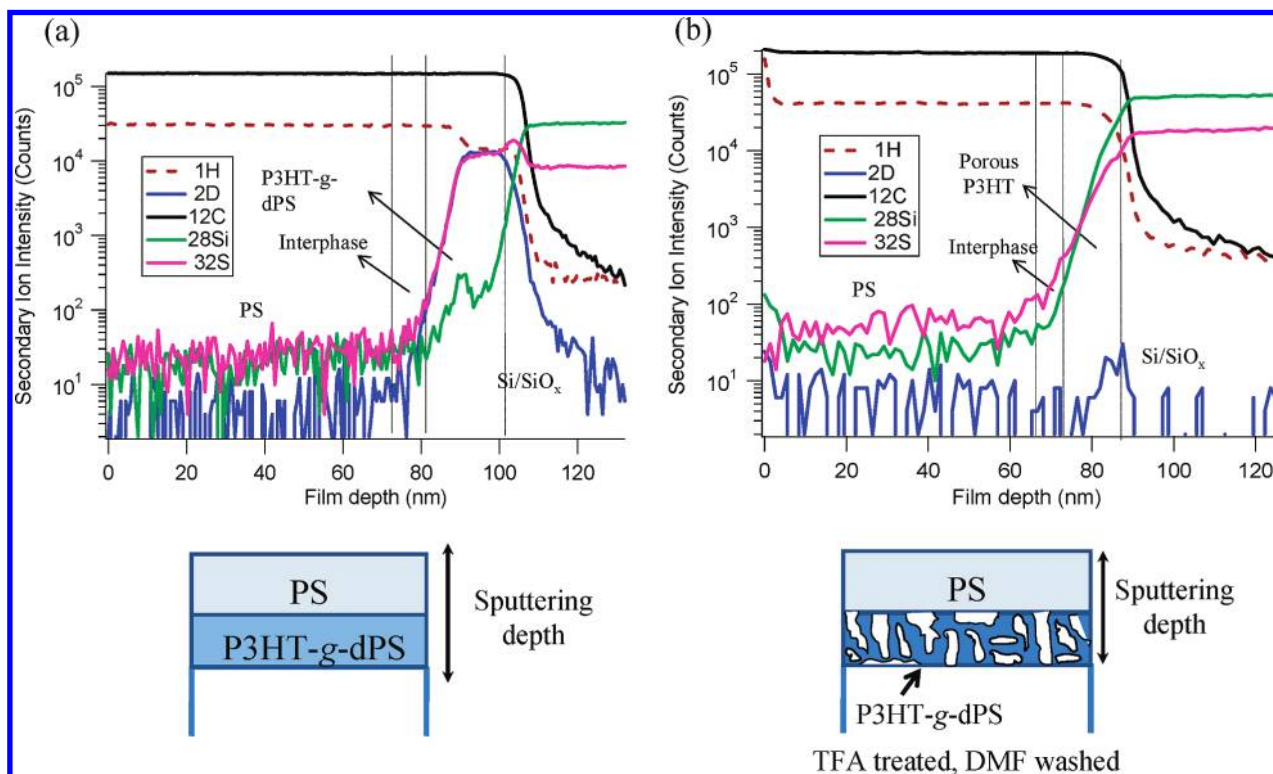 (a)
Secondary Ion Intensity (Counts)
10^5
10^4
10^3
10^2
10^1
1H
2D
12C
28Si
32S
P3HT-g-
dPS
Interphase
PS
Si/SiOₓ
0 20 40 60 80 100 120
Film depth (nm)
PS
P3HT-g-dPS
Sputtering
depth
(b)
Secondary Ion Intensity (Counts)
10^5
10^4
10^3
10^2
10^1
1H
2D
12C
28Si
32S
Porous
P3HT
Interphase
PS
Si/SiOₓ
0 20 40 60 80 100 120
Film depth (nm)
PS
Sputtering
depth
P3HT-g-dPS
TFA treated, DMF washed